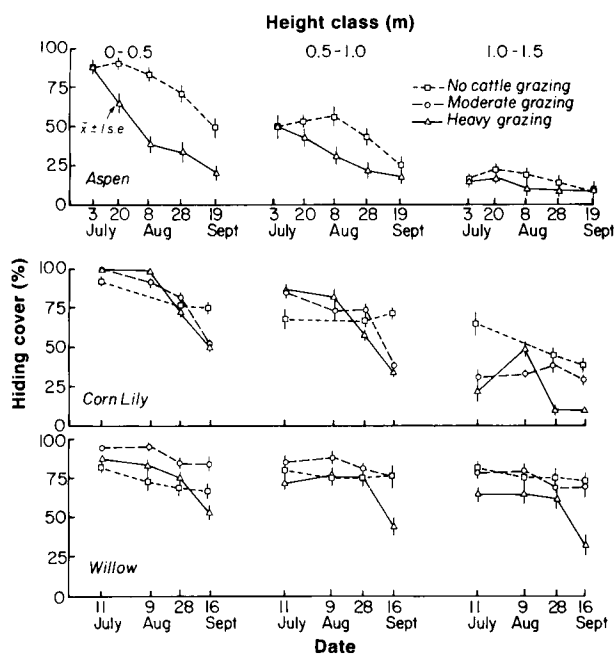 Height class (m)
0-0.5
0.5-1.0
1.0-1.5
No cattle grazing
Moderate grazing
Heavy grazing
100
75
50
25
0
x̄ ± 1 s.e.
Aspen
3 20 8 28 19
July Aug Sept
3 20 8 28 19
July Aug Sept
3 20 8 28 19
July Aug Sept
Hiding cover (%)
100
75
50
25
0
Corn Lily
100
75
50
25
0
Willow
11 9 28 16
July Aug Sept
11 9 28 16
July Aug Sept
11 9 28 16
July Aug Sept
Date